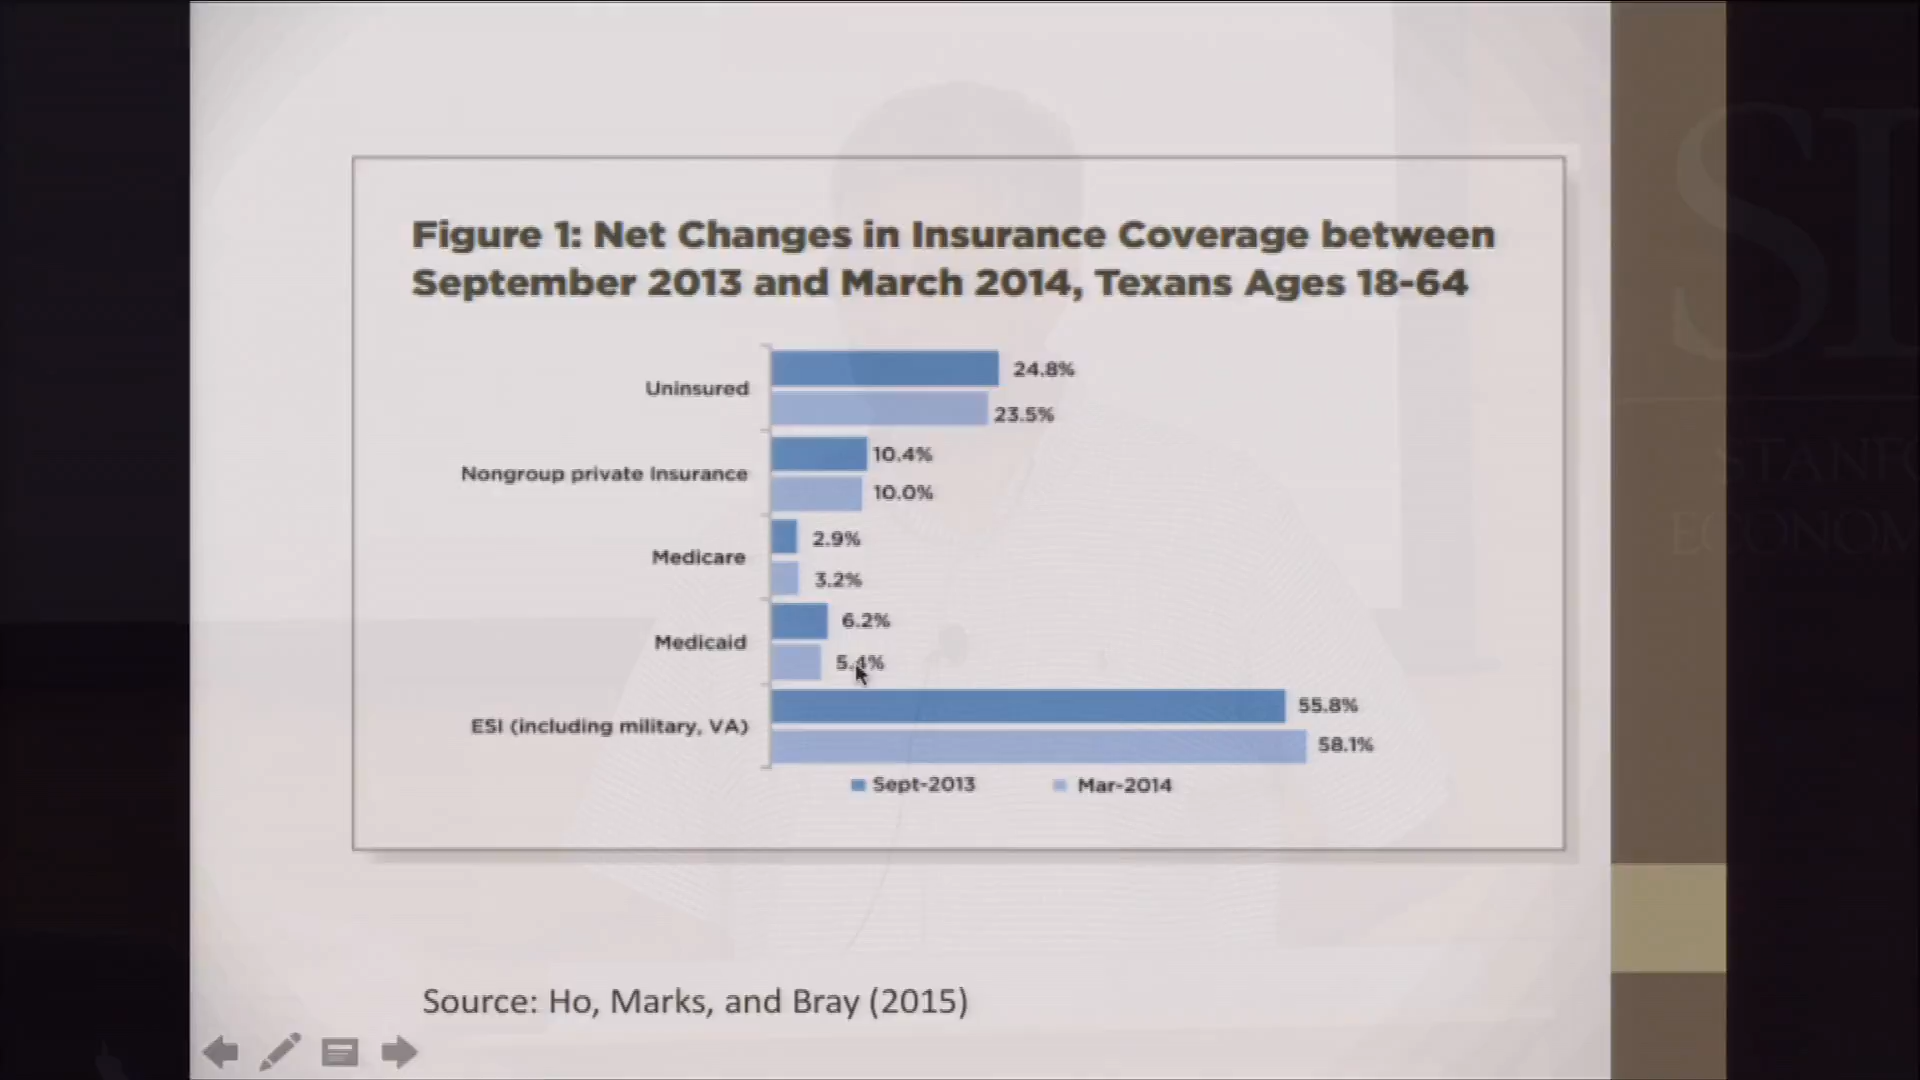 Figure 1: Net Changes in Insurance Coverage between
September 2013 and March 2014, Texans Ages 18-64
Uninsured
24.8%
23.5%
Nongroup private Insurance
10.4%
10.0%
Medicare
2.9%
3.2%
Medicaid
6.2%
5.4%
ESI (including military, VA)
55.8%
58.1%
Sept-2013
Mar-2014
Source: Ho, Marks, and Bray (2015)